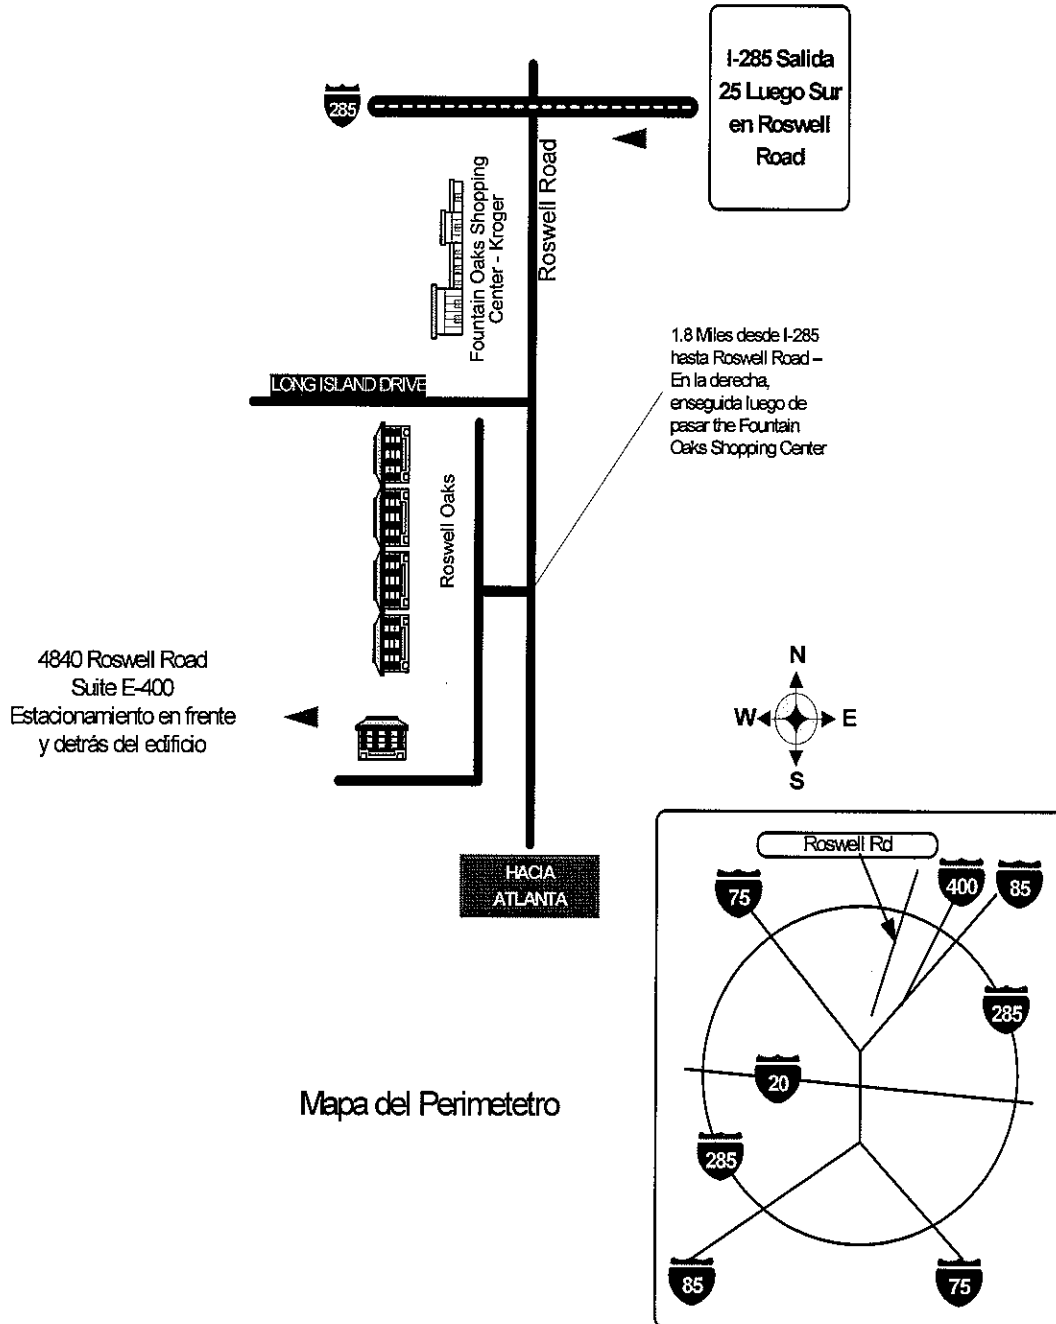 I-285 Salida
25 Luego Sur
en Roswell
Road
285
Roswell Road
Fountain Oaks Shopping
Center - Kroger
1.8 Miles desde I-285
hasta Roswell Road –
En la derecha,
enseguida luego de
pasar the Fountain
Oaks Shopping Center
LONG ISLAND DRIVE
Roswell Oaks
4840 Roswell Road
Suite E-400
Estacionamiento en frente
y detrás del edificio
N
W
E
S
HACIA
ATLANTA
Roswell Rd
75
400
85
285
20
Mapa del Perimetetro
285
85
75